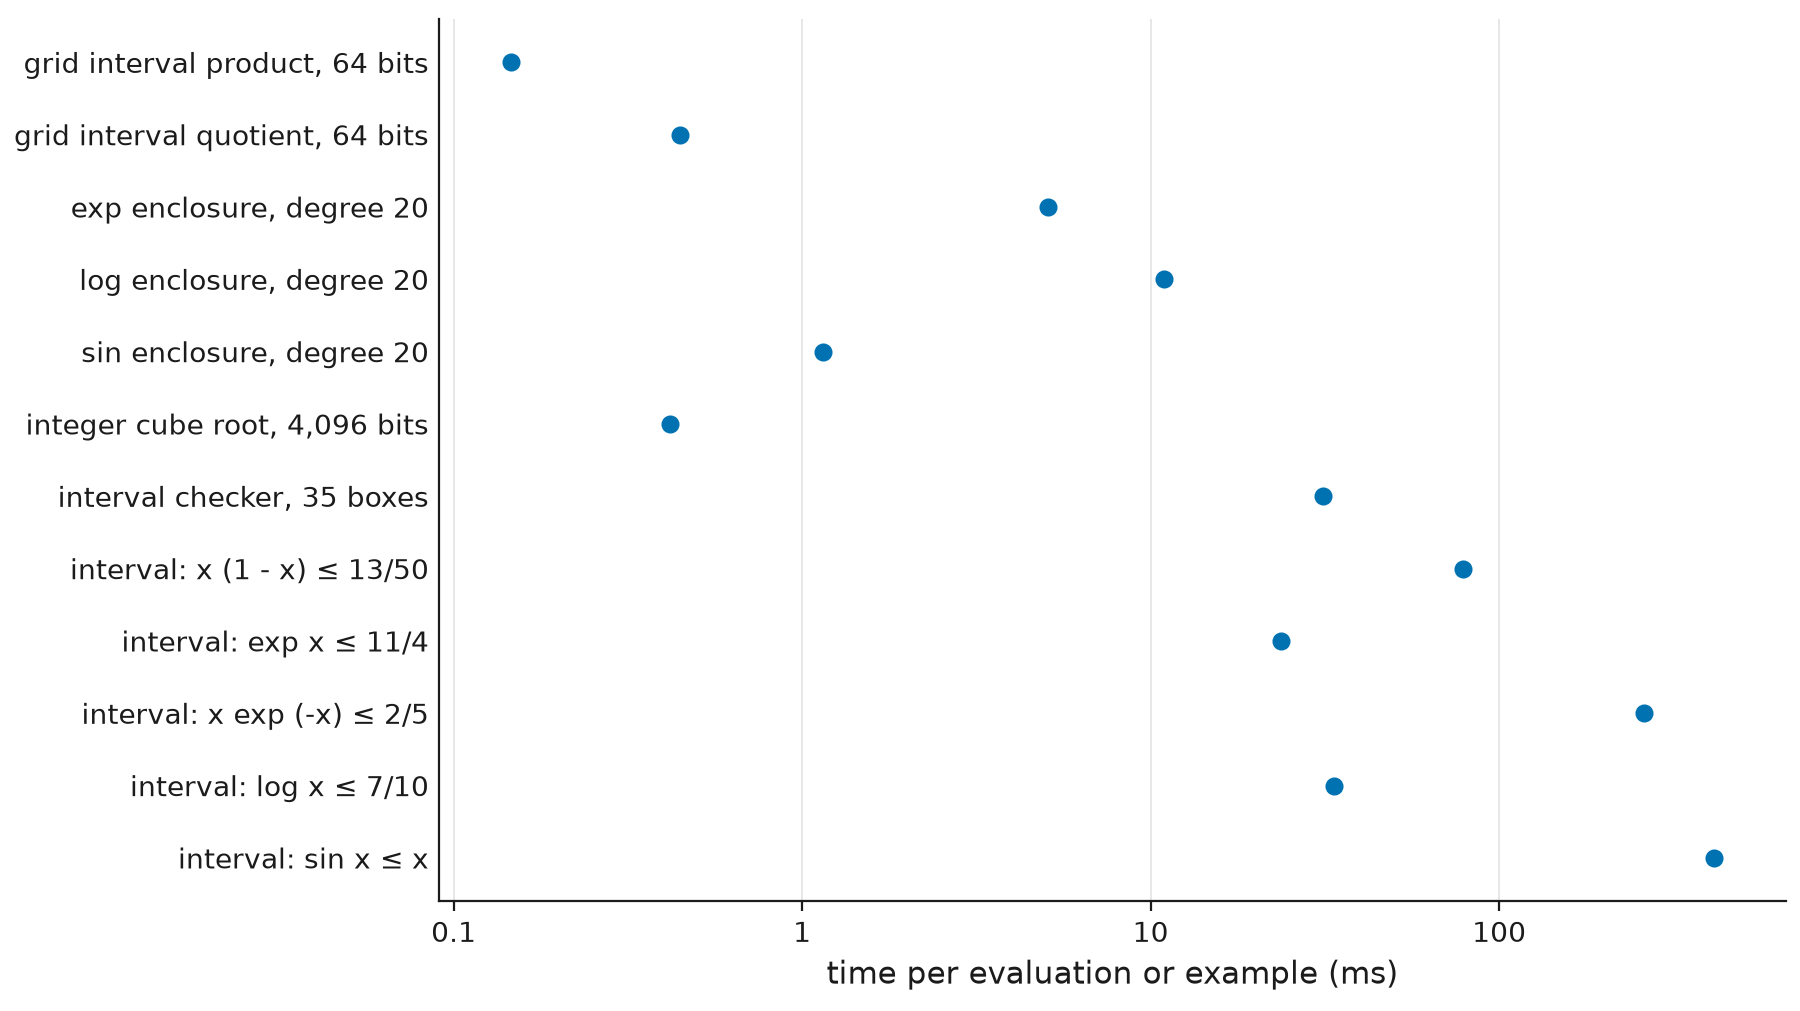 grid interval product, 64 bits
grid interval quotient, 64 bits
exp enclosure, degree 20
log enclosure, degree 20
sin enclosure, degree 20
integer cube root, 4,096 bits
interval checker, 35 boxes
interval: x (1 - x) ≤ 13/50
interval: exp x ≤ 11/4
interval: x exp (-x) ≤ 2/5
interval: log x ≤ 7/10
interval: sin x ≤ x
0.1 1 10 100
time per evaluation or example (ms)